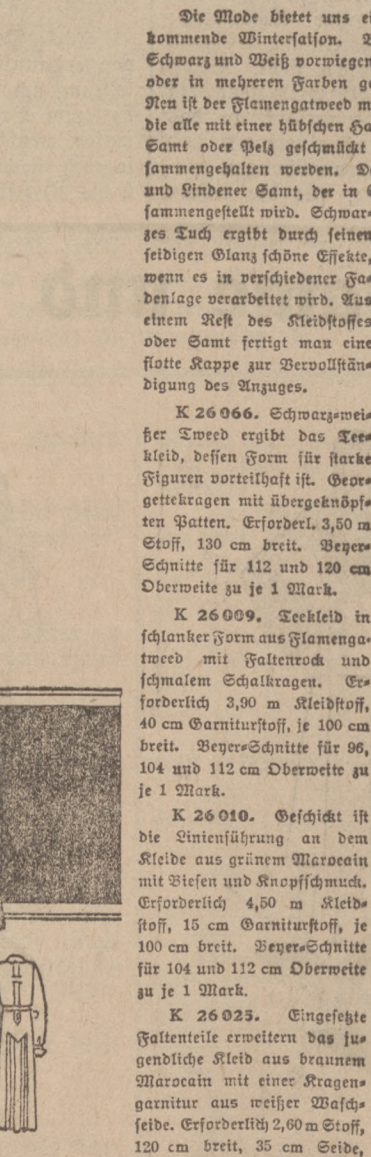 Die Mode bietet uns
kommende Wintersaison.
Schwarz und Weiß
oder in mehreren Farben
Neu ist der Flamengatweed
die alle mit einer hübschen
Samt oder Pelz geschmückt
sammengehalten werden.
und Lindener Samt, der in
sammengestellt wird. Schwar-
zes Tuch ergibt durch seinen
seidigen Glanz schöne Effekte,
wenn es in verschiedener Fa-
denlage verarbeitet wird. Aus
einem Rest des Kleidstoffes
oder Samt fertigt man eine
flotte Kappe zur Vervollstän-
digung des Anzuges.
K 26066. Schwarz-wei-
ßer Tweed ergibt das Tee-
kleid, dessen Form für starke
Figuren vorteilhaft ist. Geor-
gettekragen mit übergeknöpf-
ten Patten. Erforderl. 3,50 m
Stoff, 130 cm breit. Beyer-
Schnitte für 112 und 120 cm
Oberweite zu je 1 Mark.
K 26009. Teekleid in
schlanker Form aus Flamenga-
tweed mit Faltenrock und
schmalem Schalkragen. Er-
forderlich 3,90 m Kleidstoff,
40 cm Garniturstoff, je 100 cm
breit. Beyer-Schnitte für 96,
104 und 112 cm Oberweite zu
je 1 Mark.
K 26010. Geschickt ist
die Linienführung an dem
Kleide aus grünem Marocain
mit Biesen und Knopfschmuck.
Erforderlich 4,50 m Kleid-
stoff, 15 cm Garniturstoff, je
100 cm breit. Beyer-Schnitte
für 104 und 112 cm Oberweite
zu je 1 Mark.
K 26025. Eingesetzte
Faltenteile erweitern das ju-
gendliche Kleid aus braunem
Marocain mit einer Kragen-
garnitur aus weißer Wasch-
seide. Erforderlich 2,60 m Stoff,
120 cm breit, 35 cm Seide,